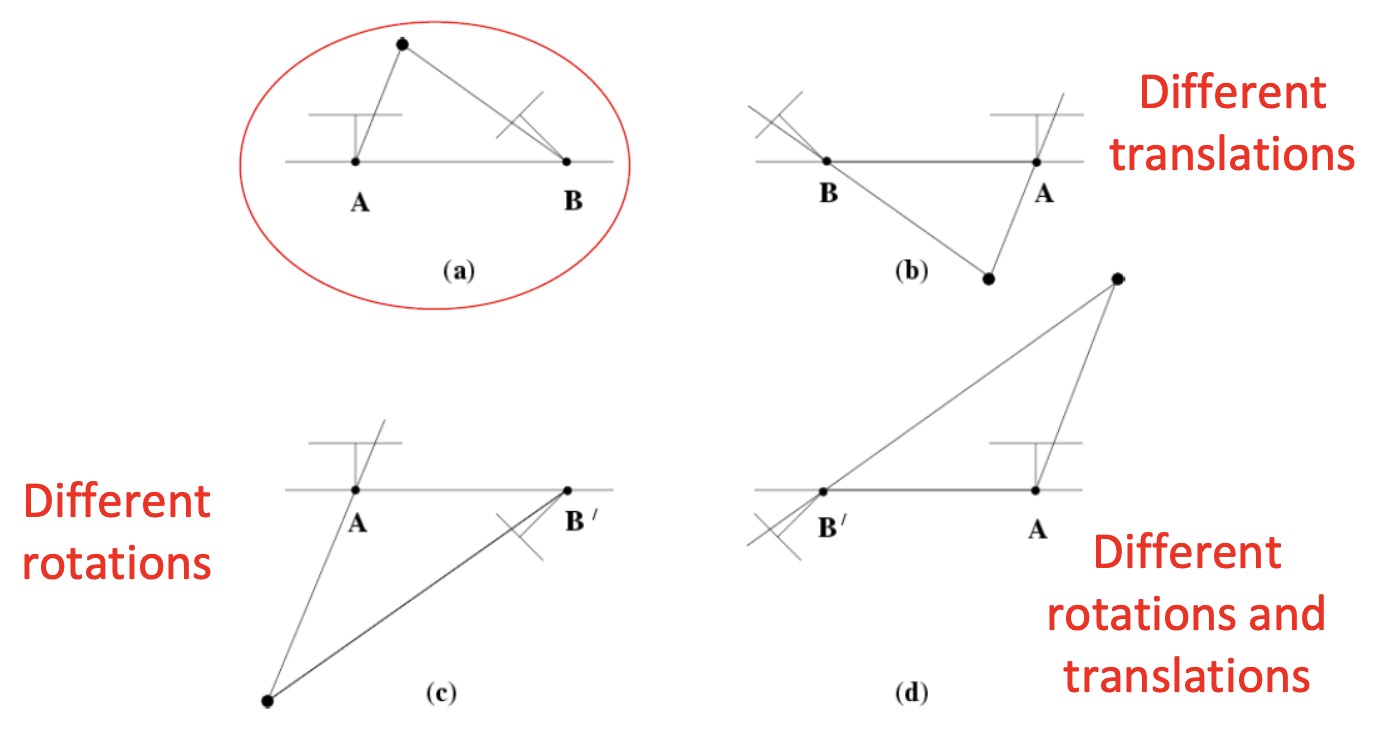 A
B
(a)
Different
translations
B
A
(b)
Different
rotations
A
B /
(c)
B /
A
(d)
Different
rotations and
translations